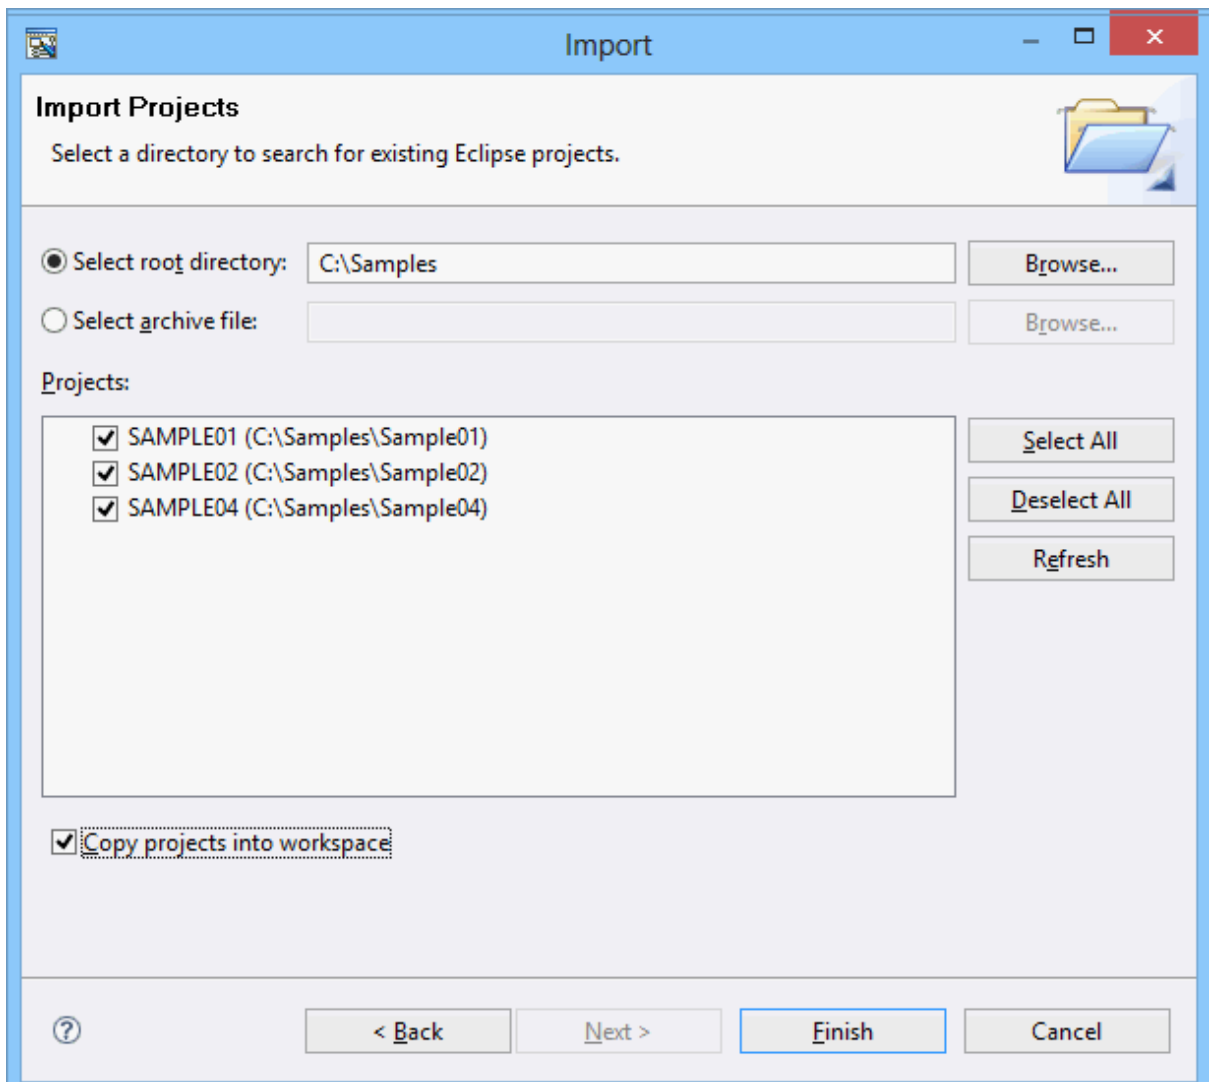 Import
Import Projects
Select a directory to search for existing Eclipse projects.
Select root directory: C:\Samples Browse...
Select archive file: Browse...
Projects:
SAMPLE01 (C:\Samples\Sample01)
SAMPLE02 (C:\Samples\Sample02)
SAMPLE04 (C:\Samples\Sample04)
Select All
Deselect All
Refresh
Copy projects into workspace
? < Back Next > Finish Cancel